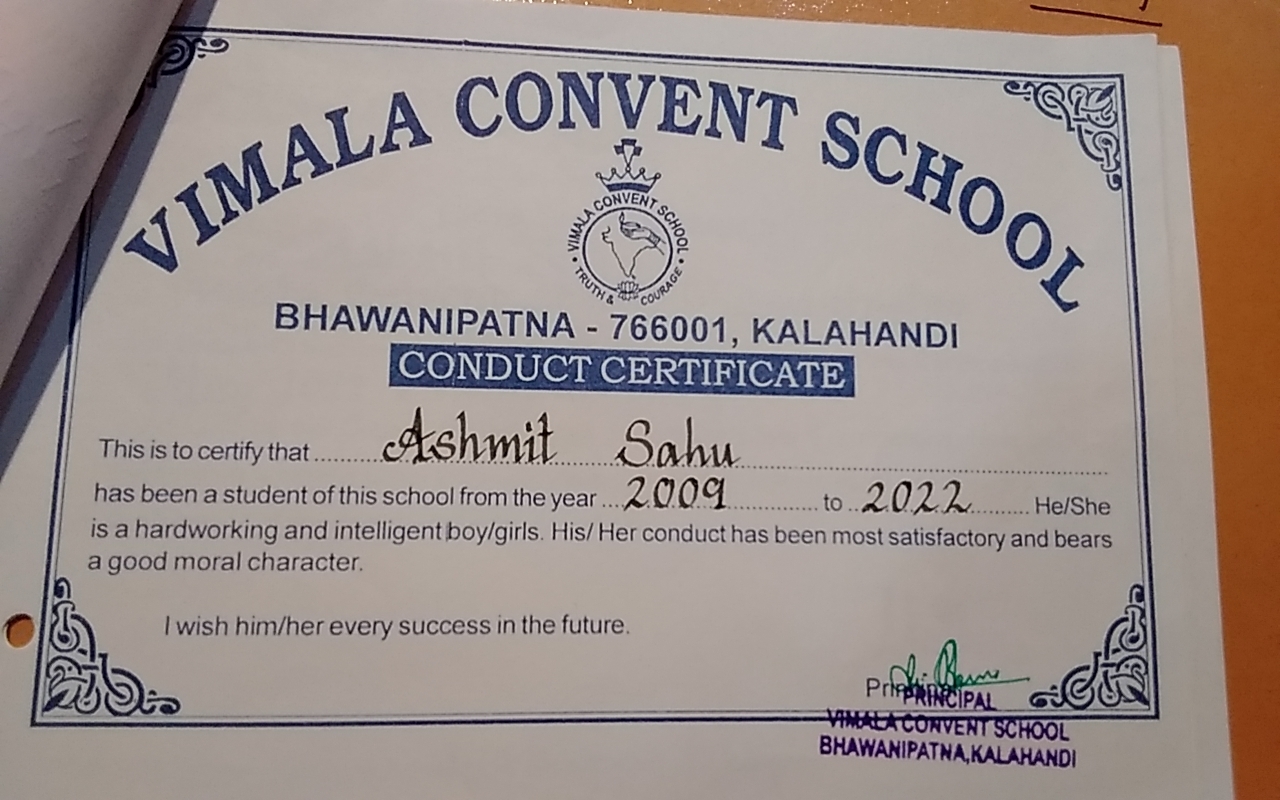 VIMALA CONVENT SCHOOL
VIMALA CONVENT SCHOOL
TRUTH & COURAGE
BHAWANIPATNA - 766001, KALAHANDI
CONDUCT CERTIFICATE
This is to certify that Ashmit Sahu
has been a student of this school from the year 2009 to 2022 He/She
is a hardworking and intelligent boy/girls. His/ Her conduct has been most satisfactory and bears
a good moral character.
I wish him/her every success in the future.
Principal
PRINCIPAL
VIMALA CONVENT SCHOOL
BHAWANIPATNA,KALAHANDI